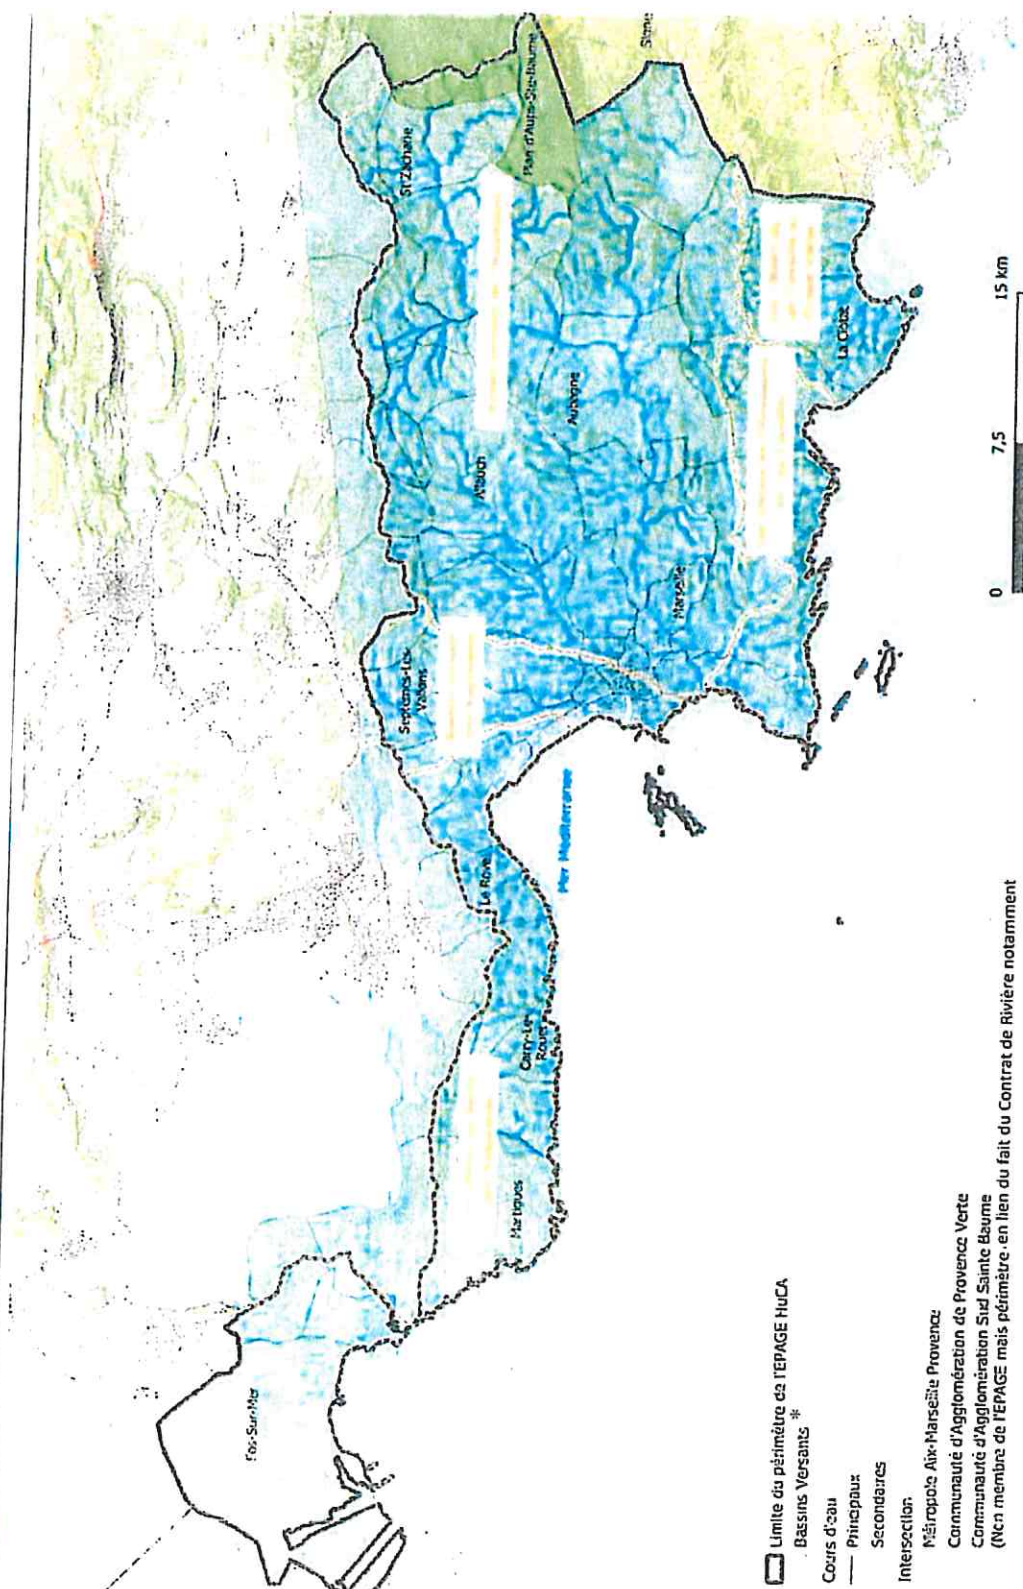 Fos-Sur-Mer
Martigues
Carry-Le-
Rouet
Le Rove
Septèmes-Les-
Vallons
Allauch
St Zacharie
Plan d'Aups-Ste-Baume
Signes
Aubagne
Marseille
La Ciotat
Mer Méditerranée
0 7,5 15 km
Limite du périmètre de l'EPAGE HuCA
Bassins Versants *
Cours d'eau
Principaux
Secondaires
Intersection
Métropole Aix-Marseille Provence
Communauté d'Agglomération de Provence Verte
Communauté d'Agglomération Sud Sainte Baume
(Non membre de l'EPAGE mais périmètre en lien du fait du Contrat de Rivière notamment